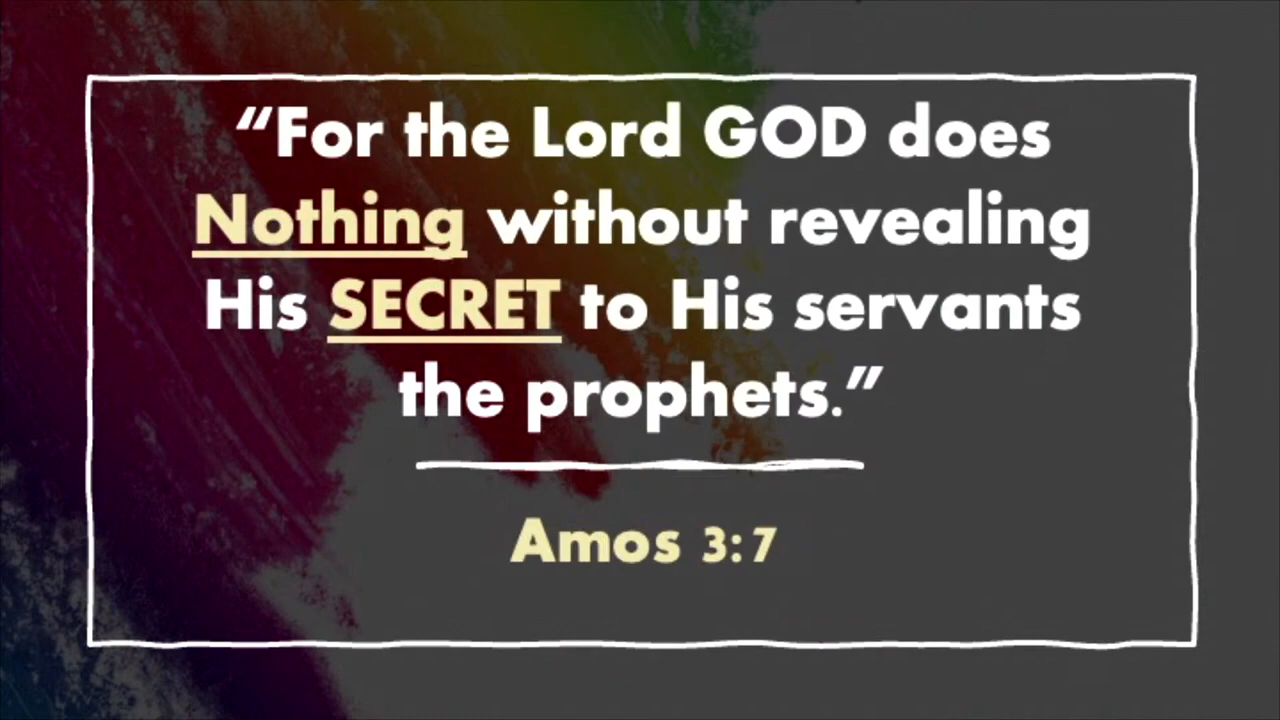 “For the Lord GOD does
Nothing without revealing
His SECRET to His servants
the prophets.”
Amos 3:7